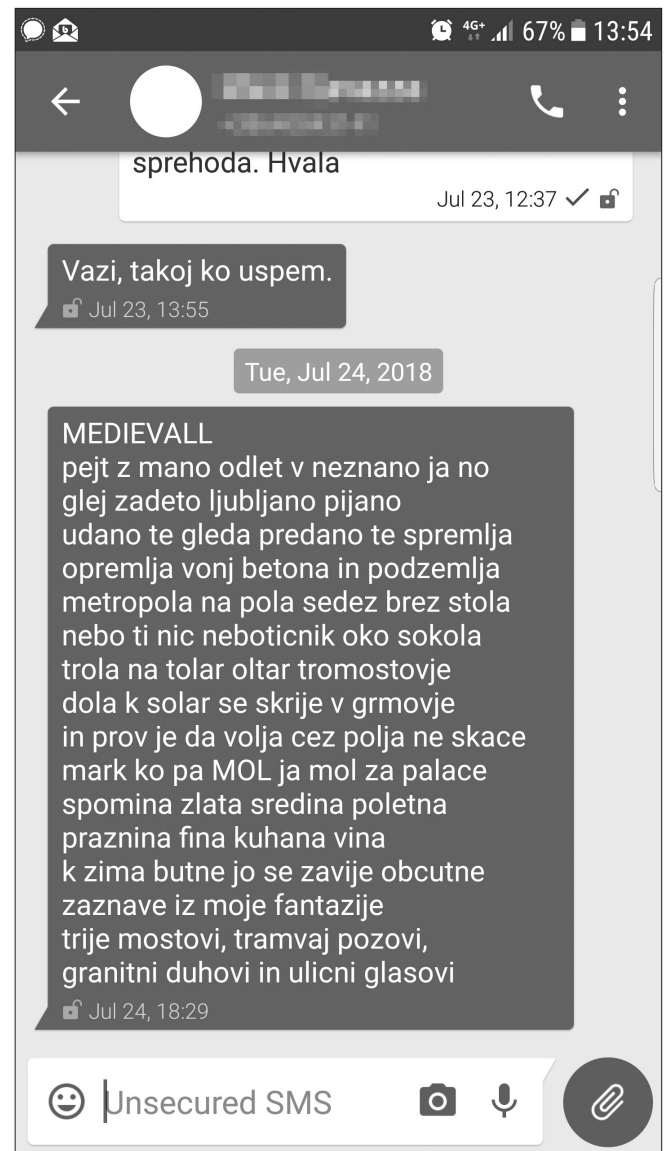 4G+ 67% 13:54
sprehoda. Hvala
Jul 23, 12:37
Vazi, takoj ko uspem.
Jul 23, 13:55
Tue, Jul 24, 2018
MEDIEVALL
pejt z mano odlet v neznano ja no
glej zadeto ljubljano pijano
udano te gleda predano te spremlja
opremlja vonj betona in podzemlja
metropola na pola sedez brez stola
nebo ti nic neboticnik oko sokola
trola na tolar oltar tromostovje
dola k solar se skrije v grmovje
in prov je da volja cez polja ne skace
mark ko pa MOL ja mol za palace
spomina zlata sredina poletna
praznina fina kuhana vina
k zima butne jo se zavije obcutne
zaznave iz moje fantazije
trije mostovi, tramvaj pozovi,
granitni duhovi in ulicni glasovi
Jul 24, 18:29
Unsecured SMS